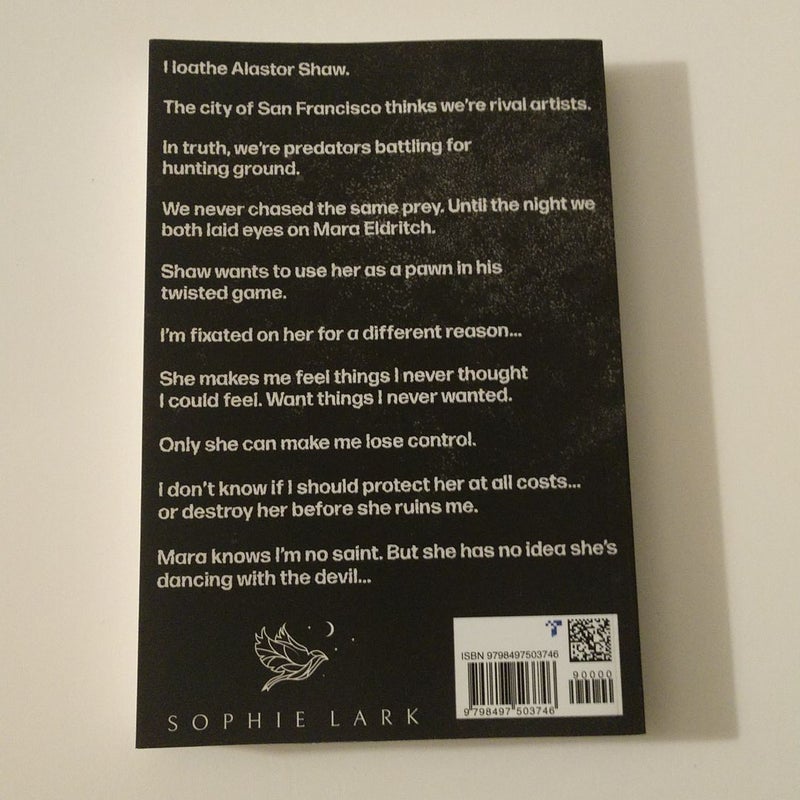 I loathe Alastor Shaw.
The city of San Francisco thinks we're rival artists.
In truth, we're predators battling for
hunting ground.
We never chased the same prey. Until the night we
both laid eyes on Mara Eldritch.
Shaw wants to use her as a pawn in his
twisted game.
I'm fixated on her for a different reason...
She makes me feel things I never thought
I could feel. Want things I never wanted.
Only she can make me lose control.
I don't know if I should protect her at all costs...
or destroy her before she ruins me.
Mara knows I'm no saint. But she has no idea she's
dancing with the devil...
SOPHIE LARK
ISBN 9798497503746
90000
9 798497 503746